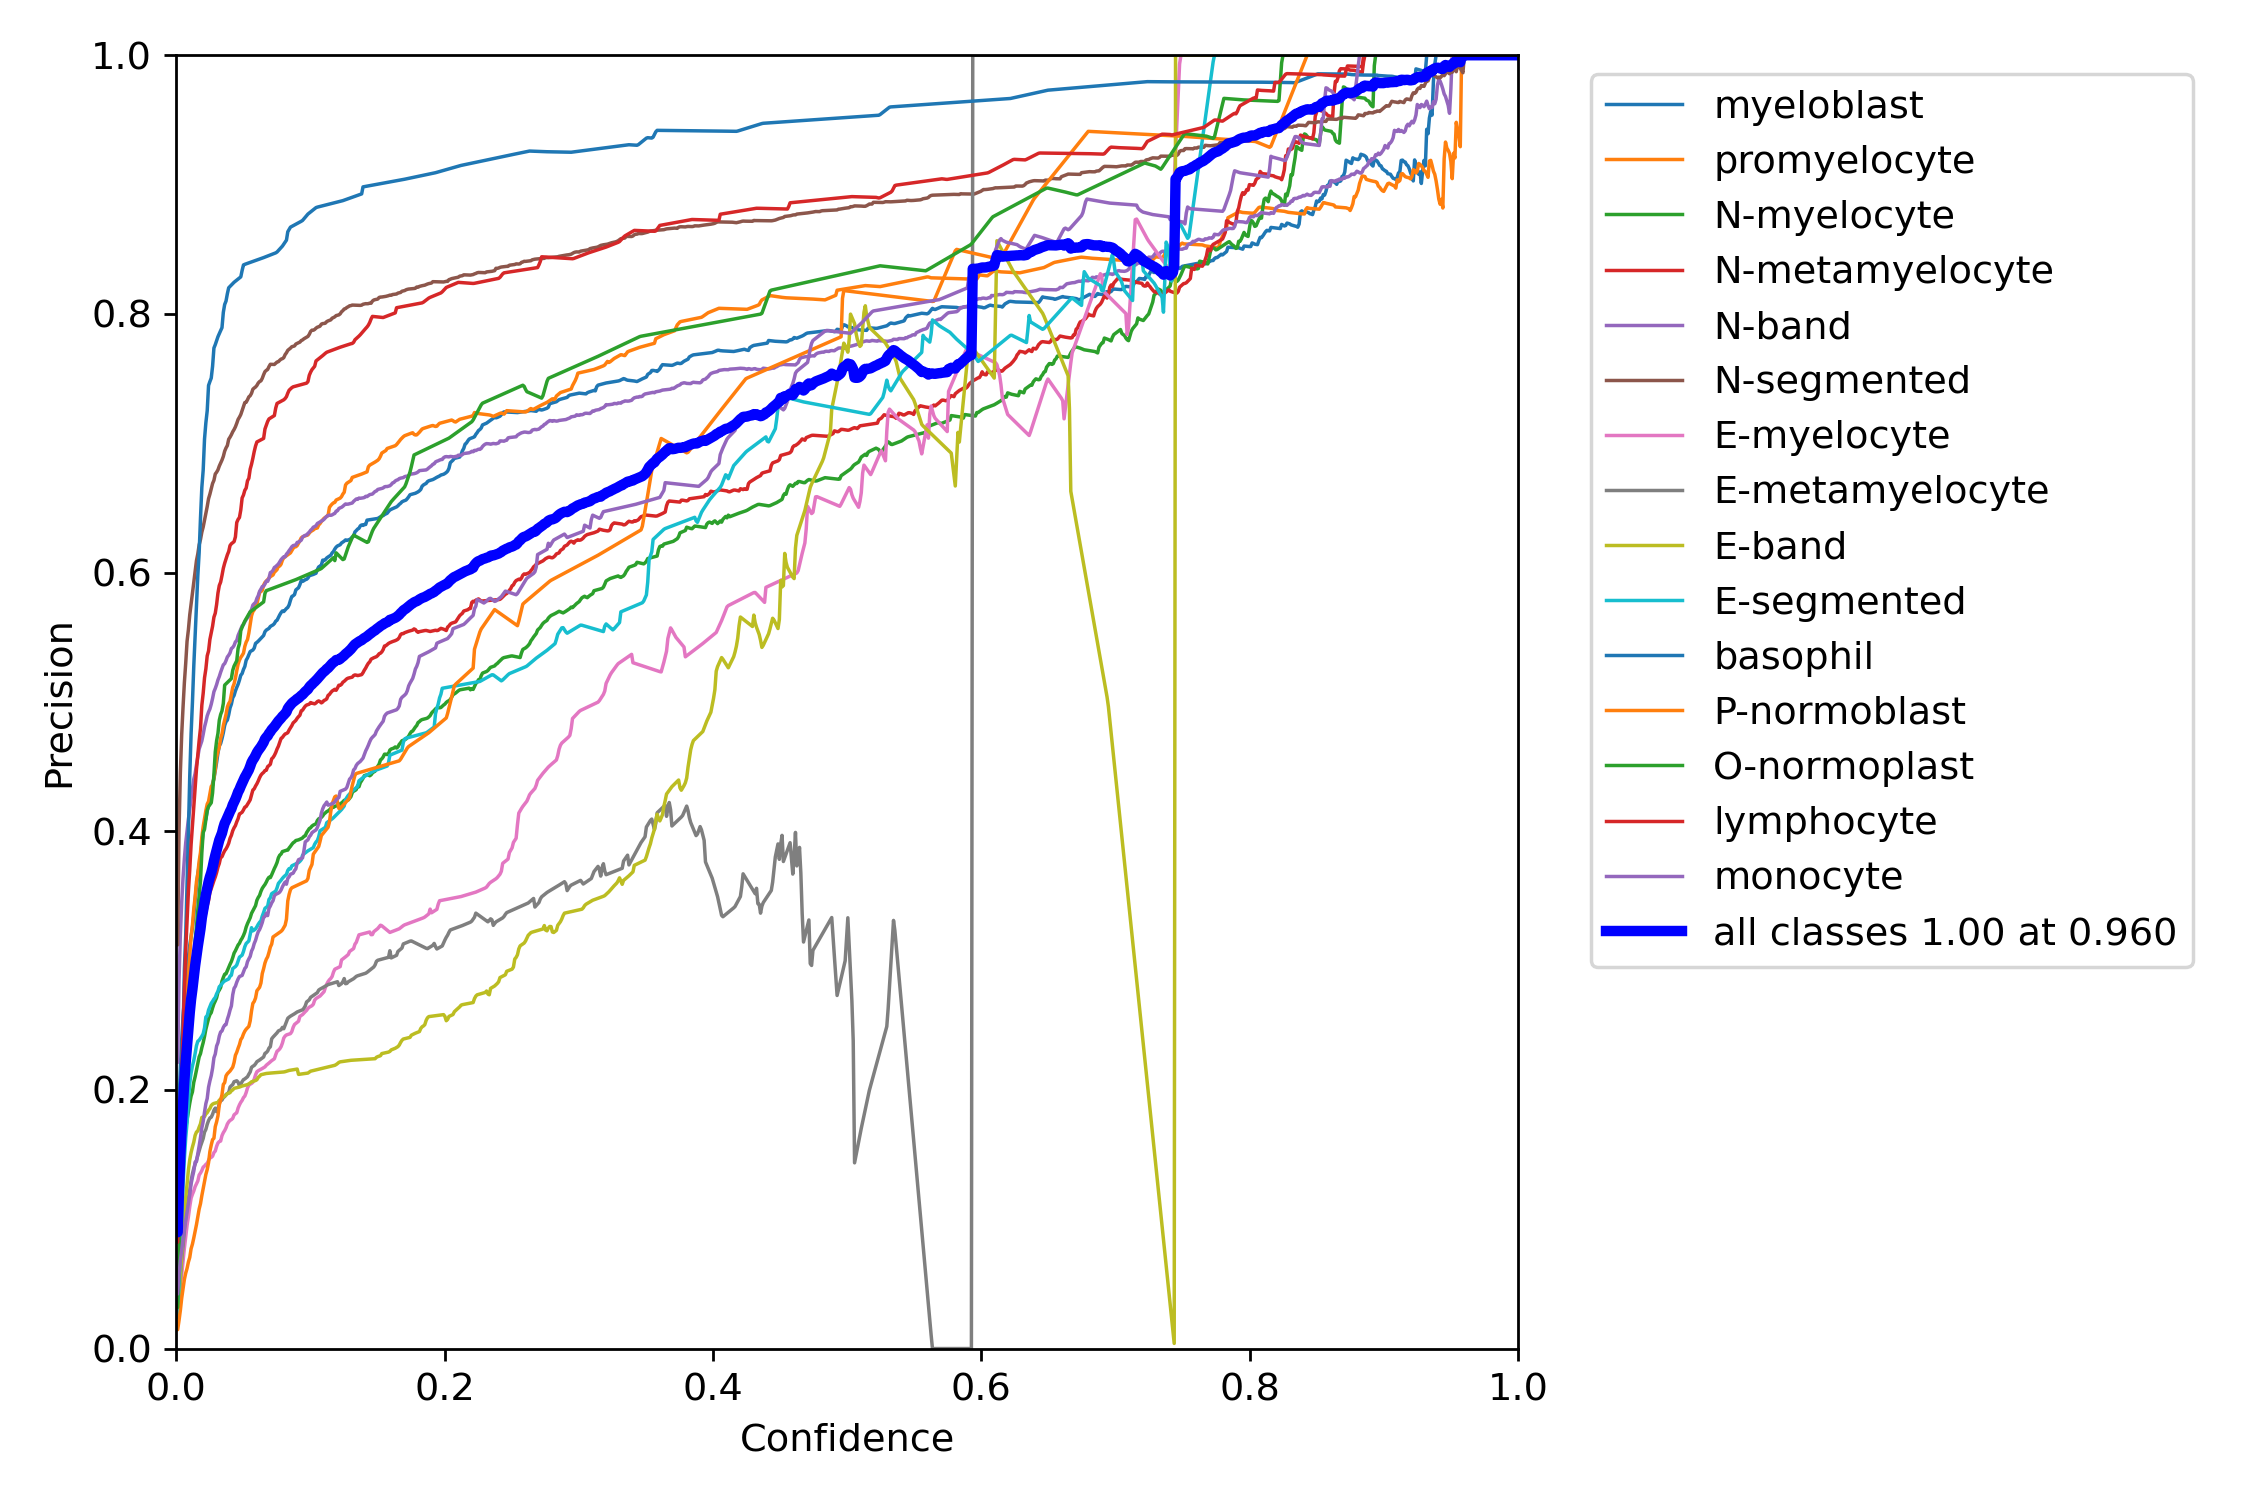 1.0
0.8
0.6
0.4
0.2
0.0
Precision
0.0 0.2 0.4 0.6 0.8 1.0
Confidence
myeloblast
promyelocyte
N-myelocyte
N-metamyelocyte
N-band
N-segmented
E-myelocyte
E-metamyelocyte
E-band
E-segmented
basophil
P-normoblast
O-normoplast
lymphocyte
monocyte
all classes 1.00 at 0.960